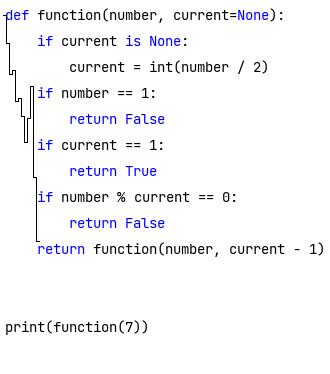 def function(number, current=None):
    if current is None:
        current = int(number / 2)
    if number == 1:
        return False
    if current == 1:
        return True
    if number % current == 0:
        return False
    return function(number, current - 1)
print(function(7))